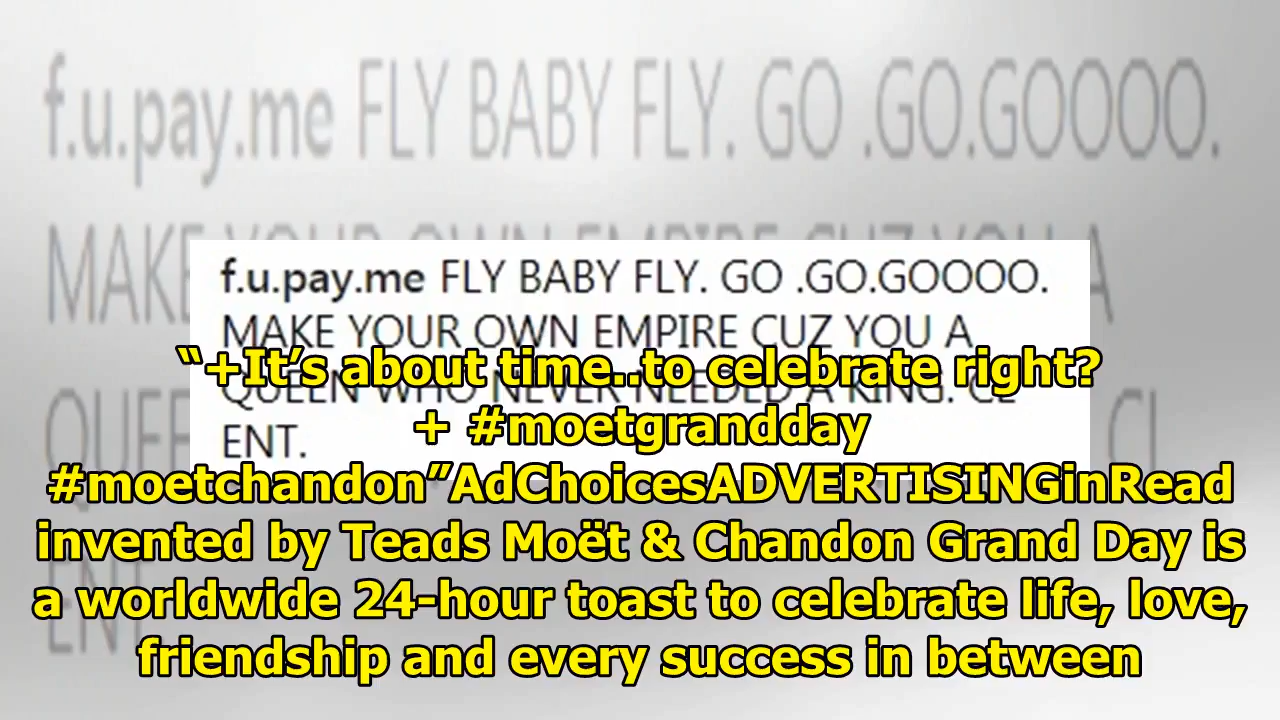 f.u.pay.me FLY BABY FLY. GO .GO.GOOOO.
MAKE YOUR OWN EMPIRE CUZ YOU A
QUEEN WHO NEVER NEEDED A KING. CL
ENT.
“+It’s about time..to celebrate right?
+ #moetgrandday
#moetchandon”AdChoicesADVERTISINGinRead
invented by Teads Moët & Chandon Grand Day is
a worldwide 24-hour toast to celebrate life, love,
friendship and every success in between